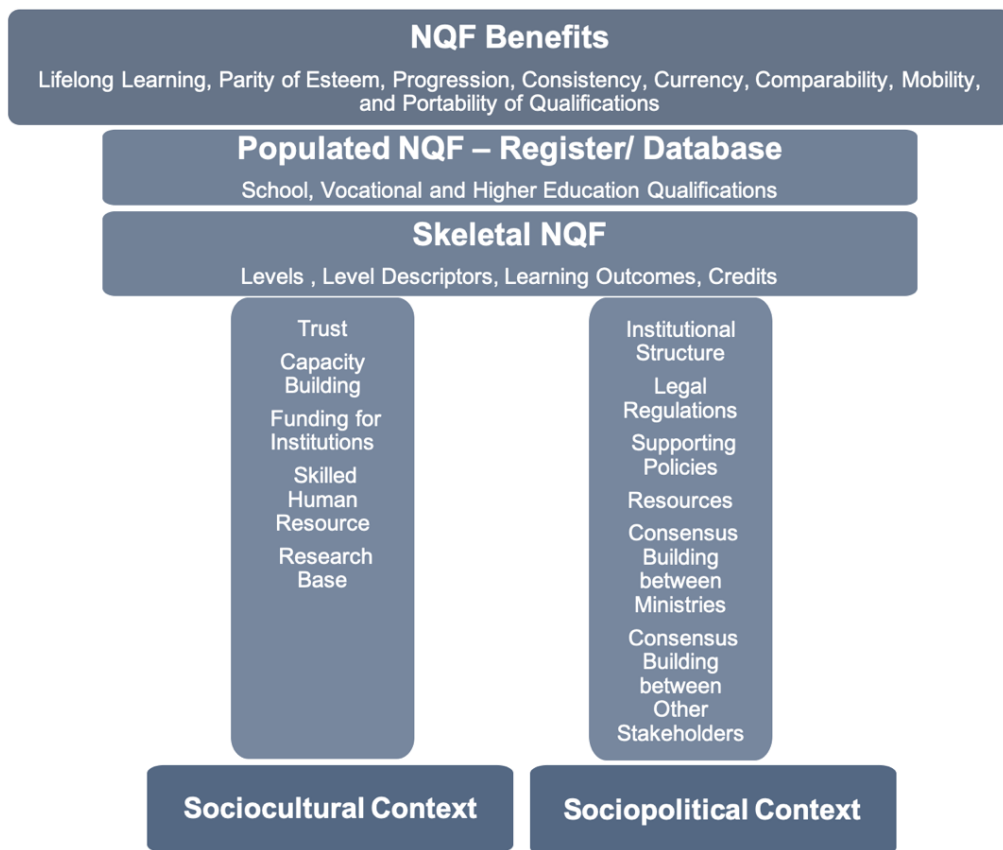 NQF Benefits
Lifelong Learning, Parity of Esteem, Progression, Consistency, Currency, Comparability, Mobility,
and Portability of Qualifications
Populated NQF – Register/ Database
School, Vocational and Higher Education Qualifications
Skeletal NQF
Levels , Level Descriptors, Learning Outcomes, Credits
Trust
Capacity
Building
Funding for
Institutions
Skilled
Human
Resource
Research
Base
Institutional
Structure
Legal
Regulations
Supporting
Policies
Resources
Consensus
Building
between
Ministries
Consensus
Building
between
Other
Stakeholders
Sociocultural Context
Sociopolitical Context